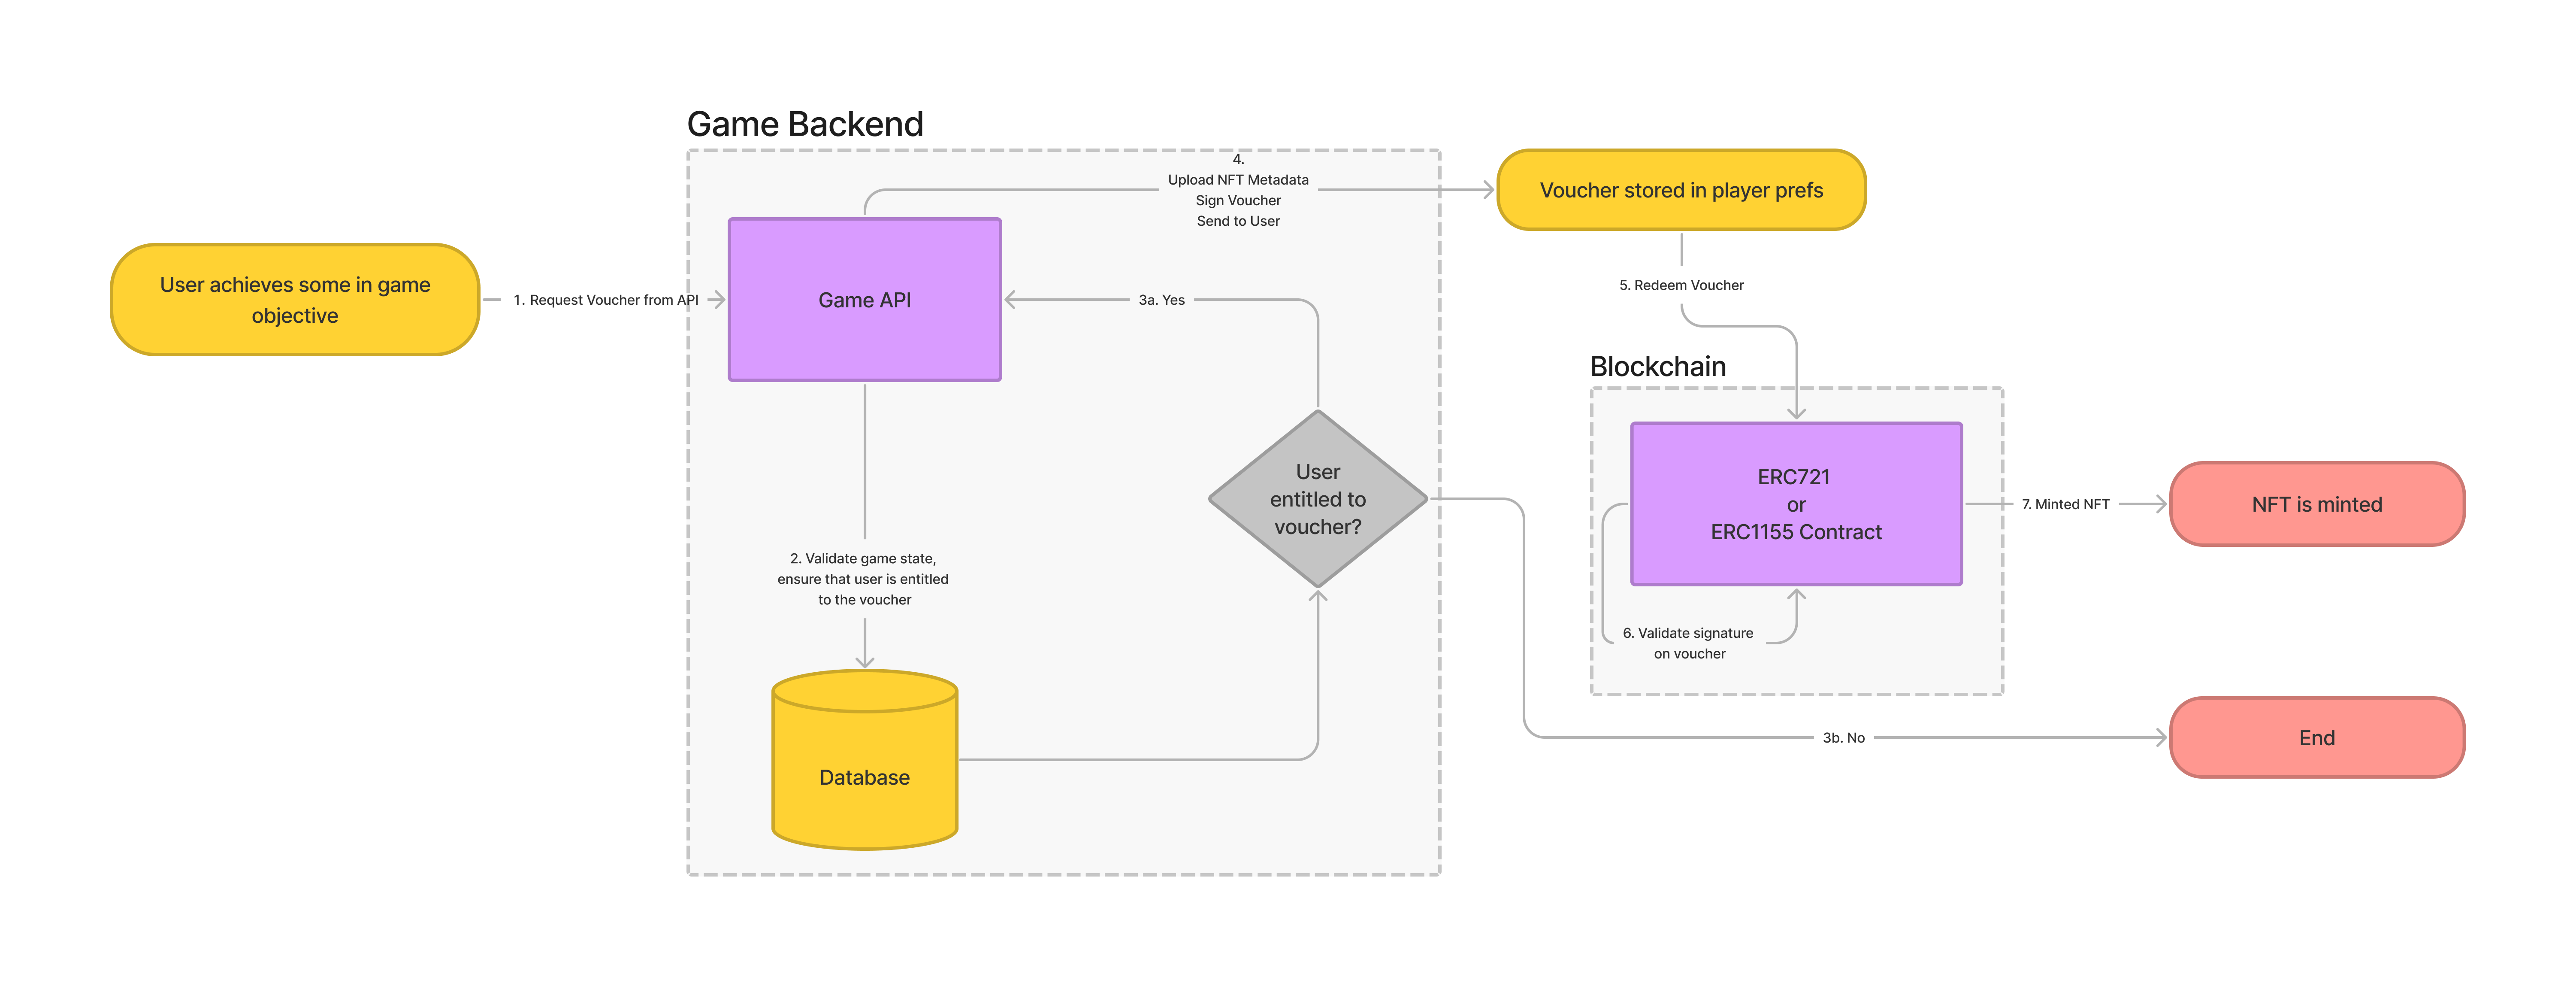 Game Backend
4.
Upload NFT Metadata
Sign Voucher
Send to User
Voucher stored in player prefs
User achieves some in game
objective
1. Request Voucher from API
Game API
3a. Yes
5. Redeem Voucher
Blockchain
User
entitled to
voucher?
ERC721
or
ERC1155 Contract
7. Minted NFT
NFT is minted
2. Validate game state,
ensure that user is entitled
to the voucher
6. Validate signature
on voucher
Database
3b. No
End